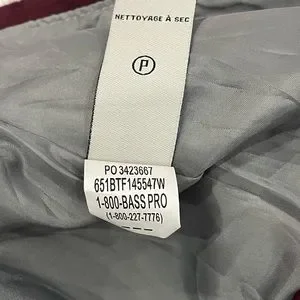 NETTOYAGE À SEC
P
PO 3423667
651BTF145547W
1-800-BASS PRO
(1-800-227-7776)